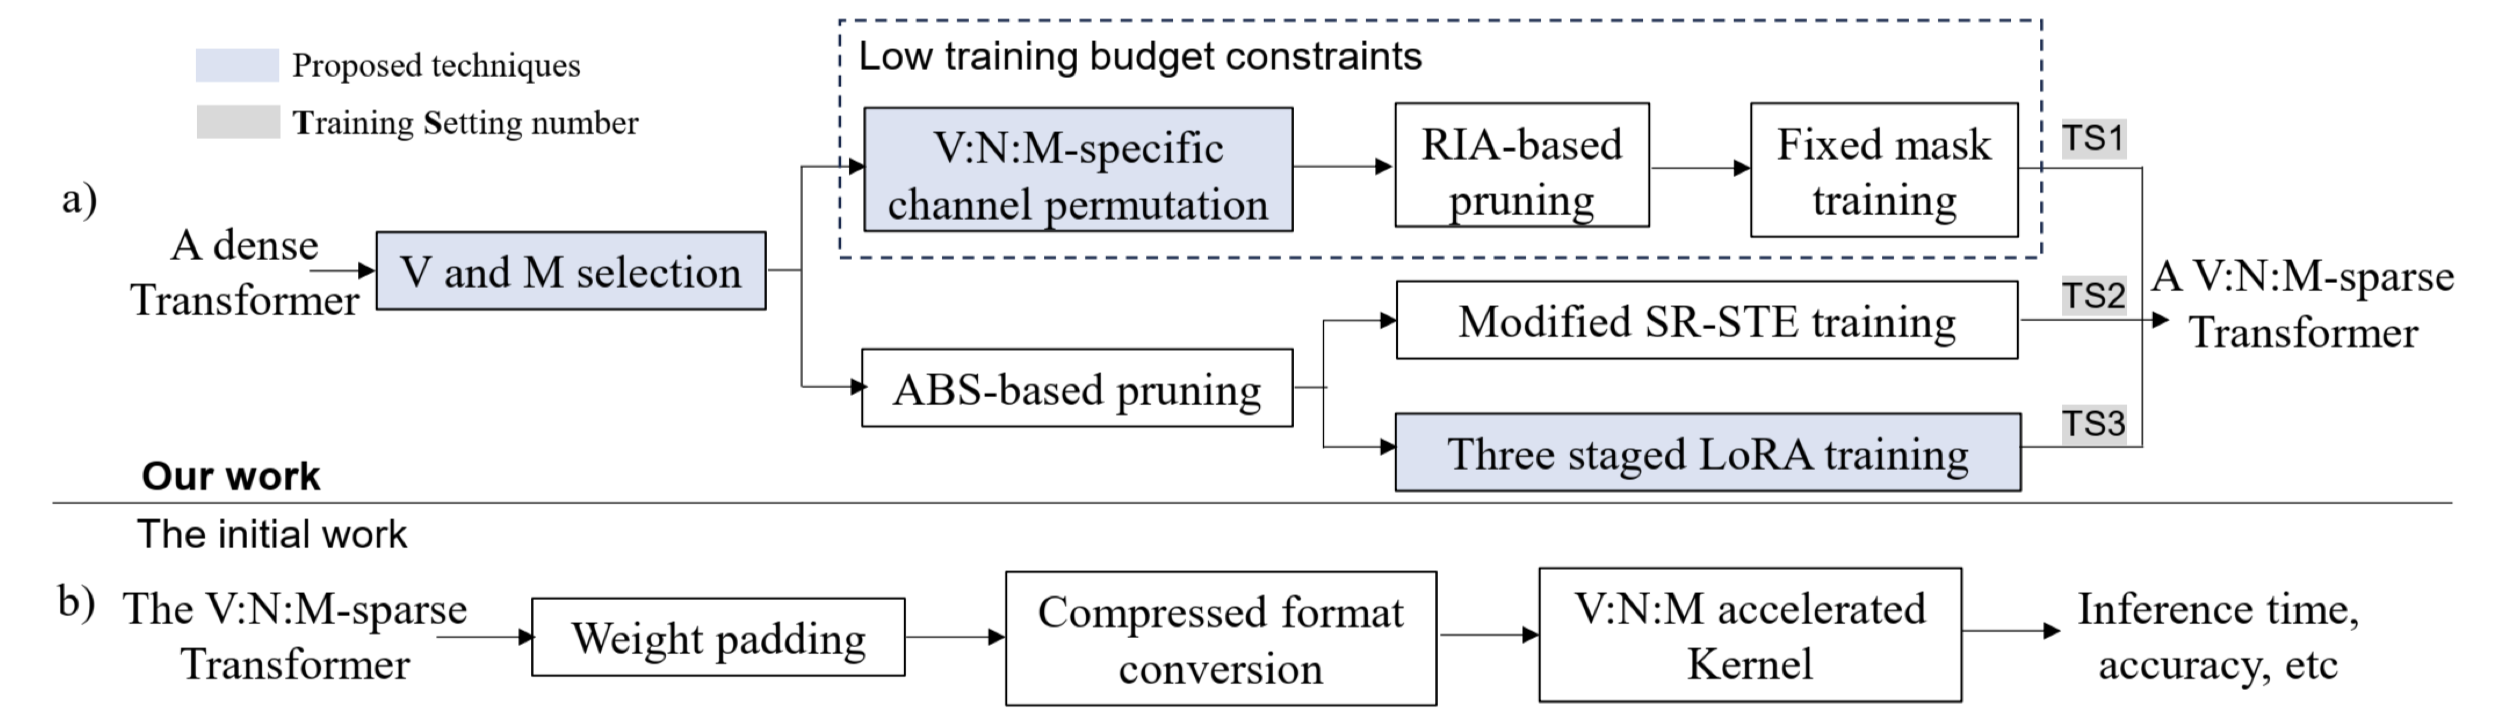 Proposed techniques
Training Setting number
Low training budget constraints
a)
A dense
Transformer
V and M selection
V:N:M-specific
channel permutation
RIA-based
pruning
Fixed mask
training
TS1
ABS-based pruning
Modified SR-STE training
TS2
Three staged LoRA training
TS3
A V:N:M-sparse
Transformer
Our work
The initial work
b)
The V:N:M-sparse
Transformer
Weight padding
Compressed format
conversion
V:N:M accelerated
Kernel
Inference time,
accuracy, etc